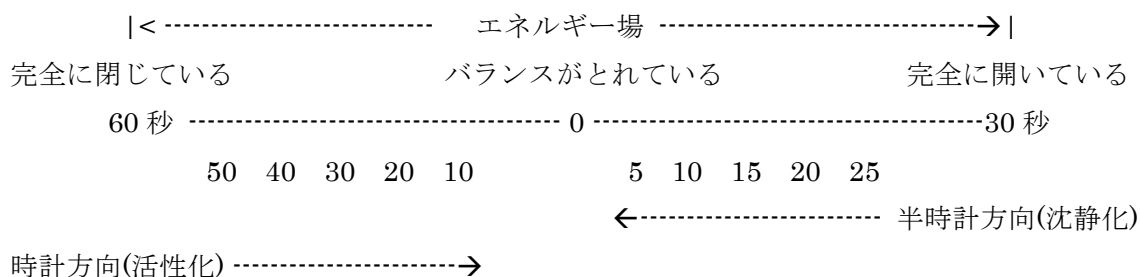 |<---------------------------- エネルギー場 ---------------------------------→|
完全に閉じている バランスがとれている 完全に開いている
60 秒 --------------------------------------- 0 -----------------------------------------30 秒
50 40 30 20 10 5 10 15 20 25
←-------------------------- 半時計方向(沈静化)
時計方向(活性化) ------------------------→